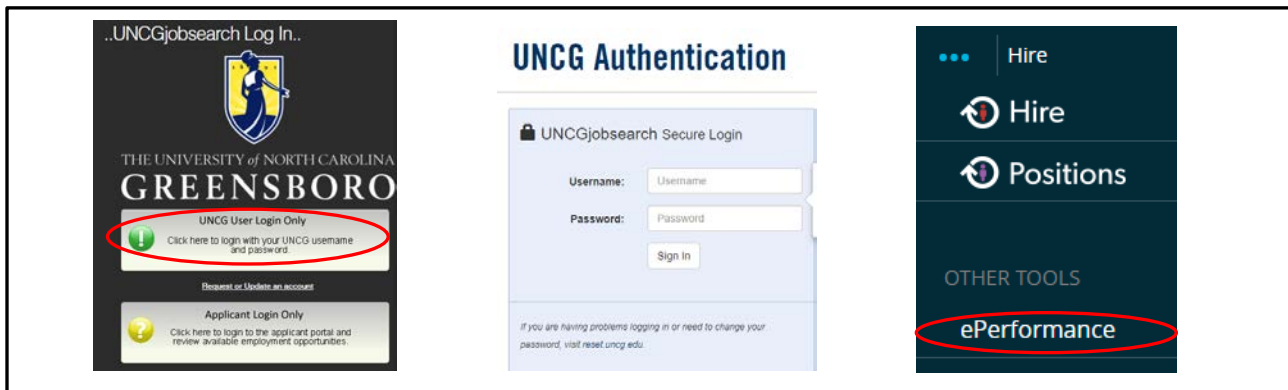 ..UNCGjobsearch Log In..
THE UNIVERSITY of NORTH CAROLINA
GREENSBORO
UNCG User Login Only
Click here to login with your UNCG username
and password.
Request or Update an account
Applicant Login Only
Click here to login to the applicant portal and
review available employment opportunities.
UNCG Authentication
UNCGjobsearch Secure Login
Username: Username
Password: Password
Sign In
If you are having problems logging in or need to change your
password, visit reset.uncg.edu
••• Hire
Hire
Positions
OTHER TOOLS
ePerformance